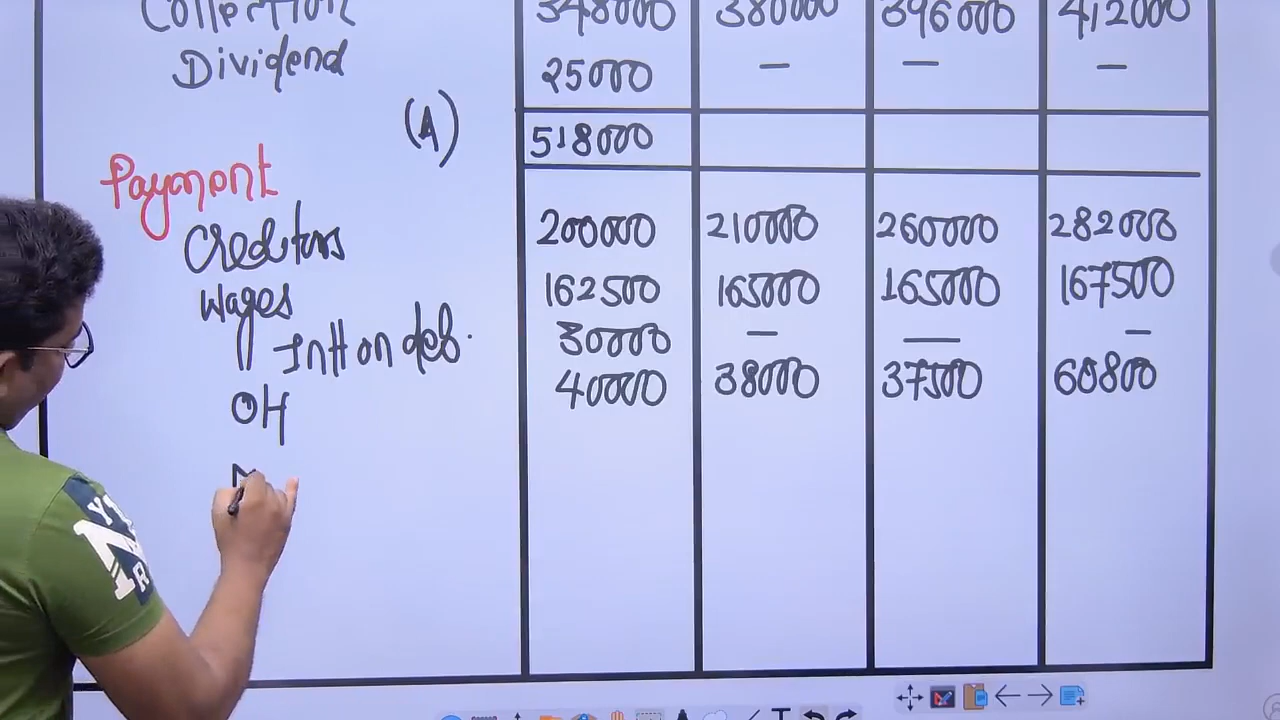 Collection 348000 380000 396000 412000
Dividend 25000 — — —
(A) 518000
Payment
Creditors 200000 210000 260000 282000
Wages 162500 165000 165000 167500
" Intt on deb. 30000 — — —
OH 40000 38000 37500 60800